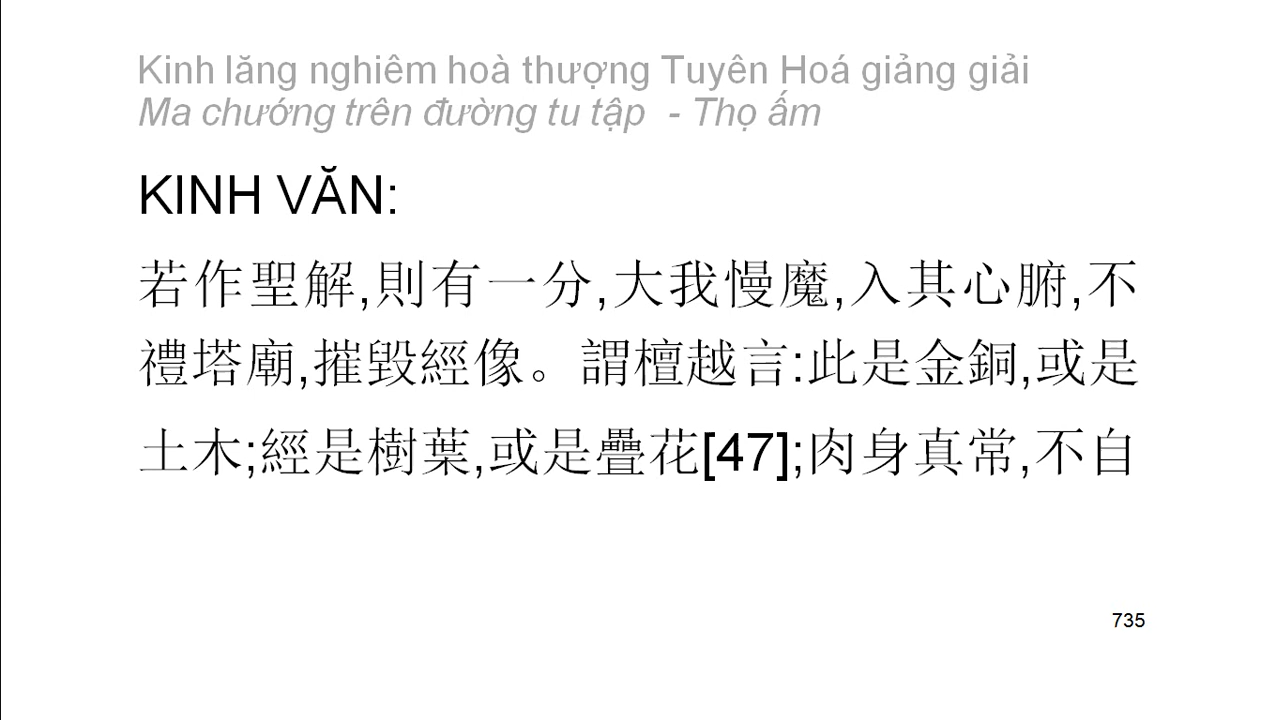 Kinh lăng nghiêm hoà thượng Tuyên Hoá giảng giải
Ma chướng trên đường tu tập - Thọ ấm
KINH VĂN:
若作聖解,則有一分,大我慢魔,入其心腑,不
禮塔廟,摧毀經像。謂檀越言:此是金銅,或是
土木;經是樹葉,或是疊花[47];肉身真常,不自
735